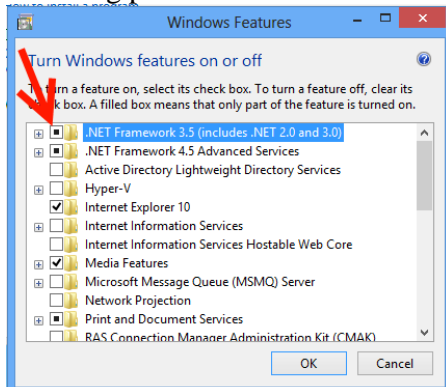 how to install a program
Windows Features
Turn Windows features on or off
To turn a feature on, select its check box. To turn a feature off, clear its
check box. A filled box means that only part of the feature is turned on.
.NET Framework 3.5 (includes .NET 2.0 and 3.0)
.NET Framework 4.5 Advanced Services
Active Directory Lightweight Directory Services
Hyper-V
Internet Explorer 10
Internet Information Services
Internet Information Services Hostable Web Core
Media Features
Microsoft Message Queue (MSMQ) Server
Network Projection
Print and Document Services
RAS Connection Manager Administration Kit (CMAK)
OK Cancel